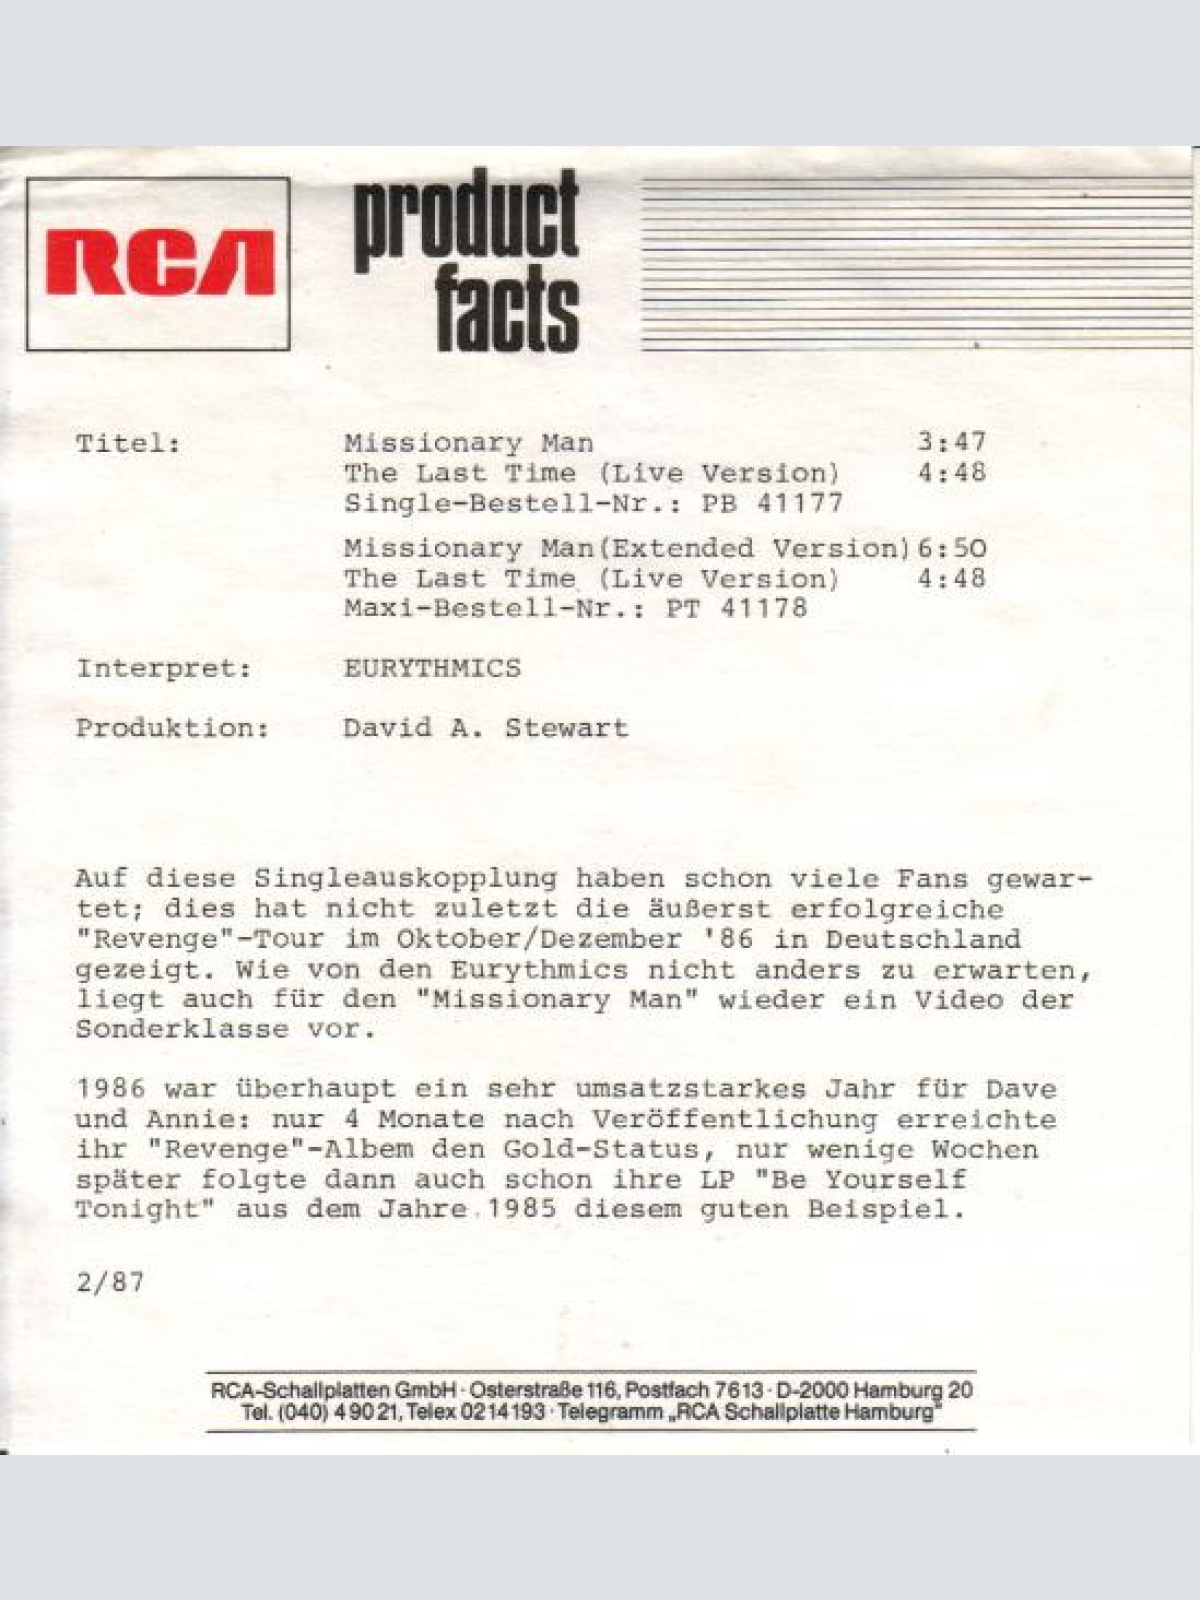 RCA
product
facts
Titel: Missionary Man 3:47
The Last Time (Live Version) 4:48
Single-Bestell-Nr.: PB 41177
Missionary Man(Extended Version) 6:50
The Last Time (Live Version) 4:48
Maxi-Bestell-Nr.: PT 41178
Interpret: EURYTHMICS
Produktion: David A. Stewart
Auf diese Singleauskopplung haben schon viele Fans gewar-
tet; dies hat nicht zuletzt die äußerst erfolgreiche
"Revenge"-Tour im Oktober/Dezember '86 in Deutschland
gezeigt. Wie von den Eurythmics nicht anders zu erwarten,
liegt auch für den "Missionary Man" wieder ein Video der
Sonderklasse vor.
1986 war überhaupt ein sehr umsatzstarkes Jahr für Dave
und Annie: nur 4 Monate nach Veröffentlichung erreichte
ihr "Revenge"-Albem den Gold-Status, nur wenige Wochen
später folgte dann auch schon ihre LP "Be Yourself
Tonight" aus dem Jahre 1985 diesem guten Beispiel.
2/87
RCA-Schallplatten GmbH · Osterstraße 116, Postfach 7613 · D-2000 Hamburg 20
Tel. (040) 4 90 21, Telex 02 14 193 · Telegramm „RCA Schallplatte Hamburg"